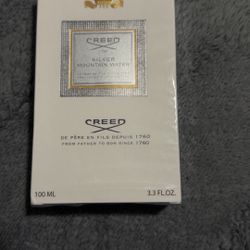 CREED
1760
SILVER
MOUNTAIN WATER
CREED
DE PÈRE EN FILS DEPUIS 1760
FROM FATHER TO SON SINCE 1760
100 ML 3.3 FL.OZ.